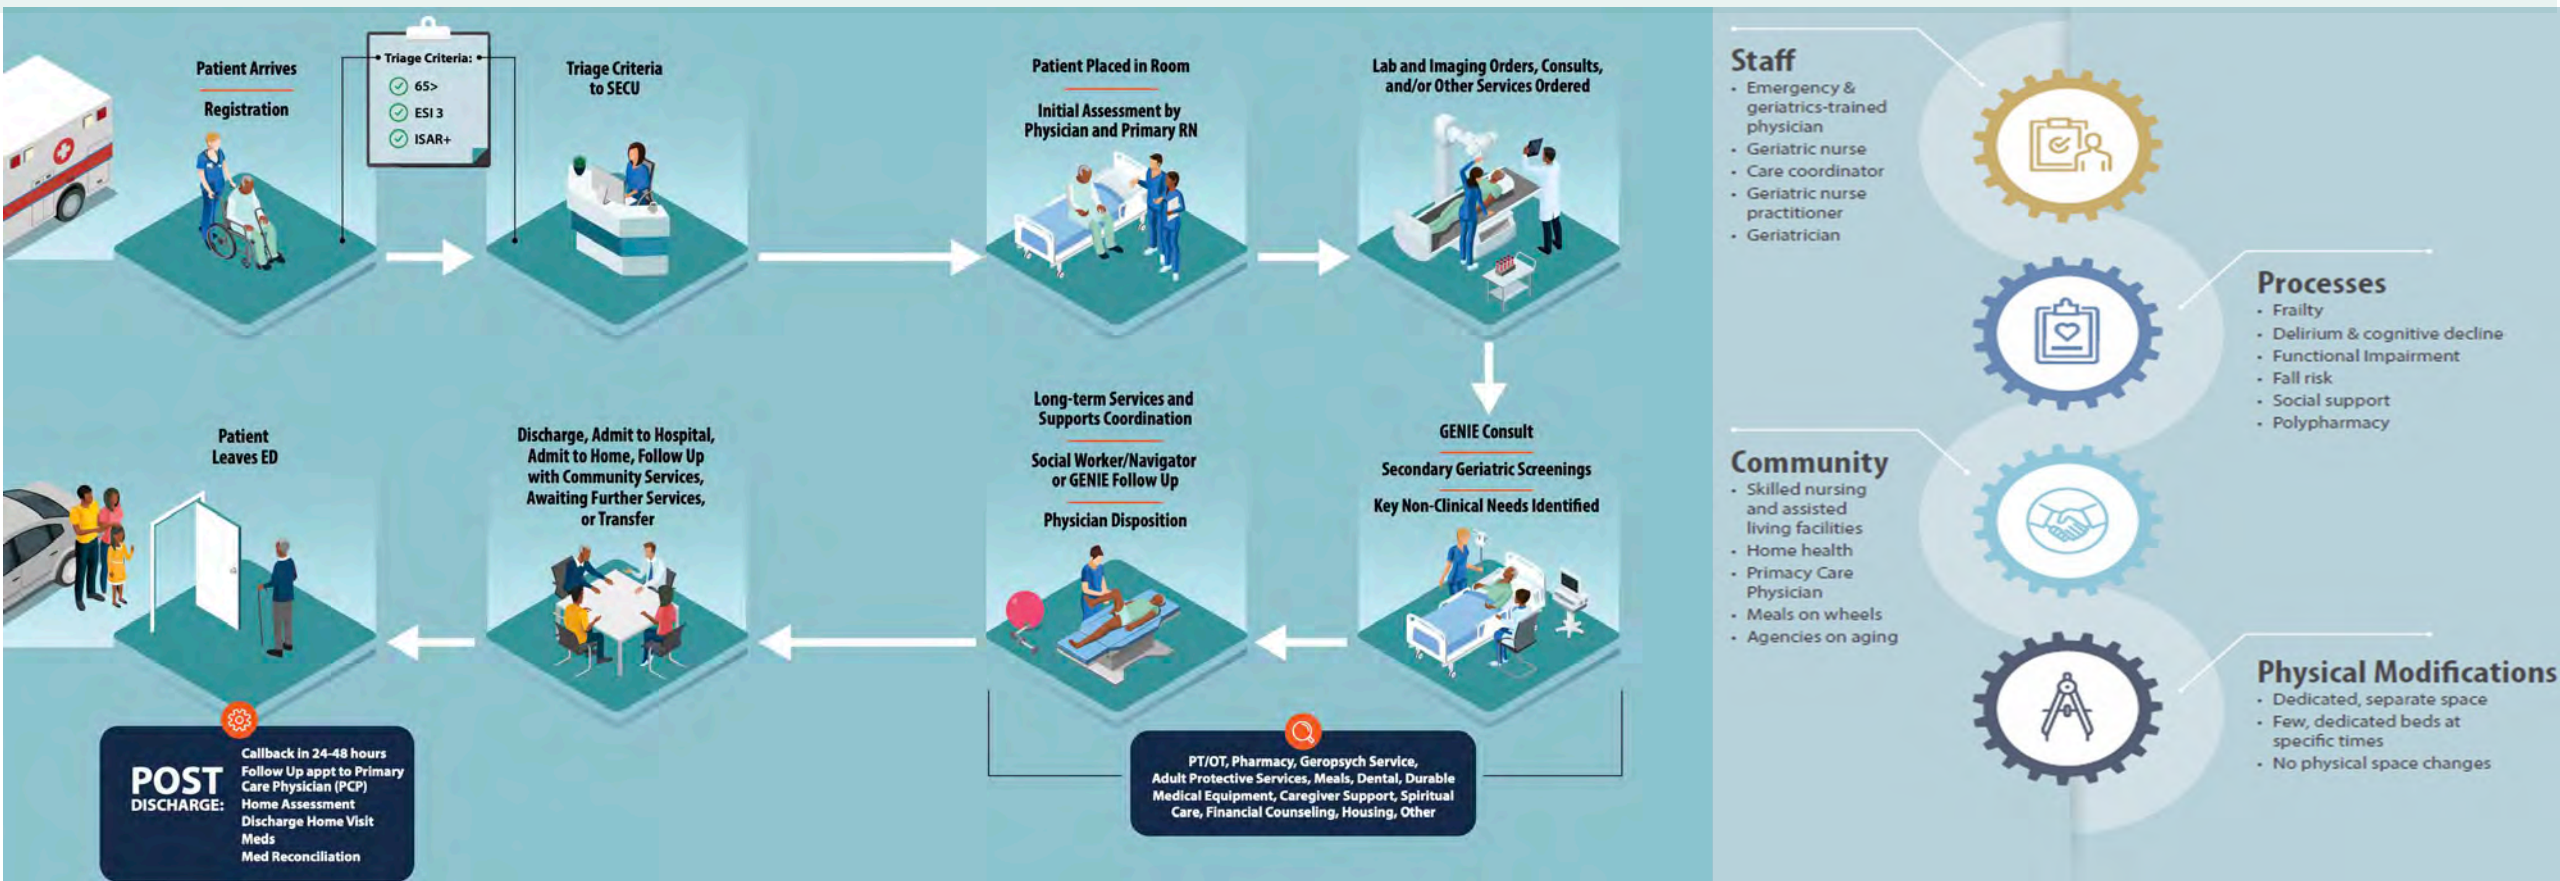 Patient Arrives
Registration
Triage Criteria:
65>
ESI 3
ISAR+
Triage Criteria
to SECU
Patient Placed in Room
Initial Assessment by
Physician and Primary RN
Lab and Imaging Orders, Consults,
and/or Other Services Ordered
GENIE Consult
Secondary Geriatric Screenings
Key Non-Clinical Needs Identified
Long-term Services and
Supports Coordination
Social Worker/Navigator
or GENIE Follow Up
Physician Disposition
PT/OT, Pharmacy, Geropsych Service,
Adult Protective Services, Meals, Dental, Durable
Medical Equipment, Caregiver Support, Spiritual
Care, Financial Counseling, Housing, Other
Discharge, Admit to Hospital,
Admit to Home, Follow Up
with Community Services,
Awaiting Further Services,
or Transfer
Patient
Leaves ED
POST
DISCHARGE:
Callback in 24-48 hours
Follow Up appt to Primary
Care Physician (PCP)
Home Assessment
Discharge Home Visit
Meds
Med Reconciliation
Staff
• Emergency &
geriatrics-trained
physician
• Geriatric nurse
• Care coordinator
• Geriatric nurse
practitioner
• Geriatrician
Processes
• Frailty
• Delirium & cognitive decline
• Functional Impairment
• Fall risk
• Social support
• Polypharmacy
Community
• Skilled nursing
and assisted
living facilities
• Home health
• Primacy Care
Physician
• Meals on wheels
• Agencies on aging
Physical Modifications
• Dedicated, separate space
• Few, dedicated beds at
specific times
• No physical space changes